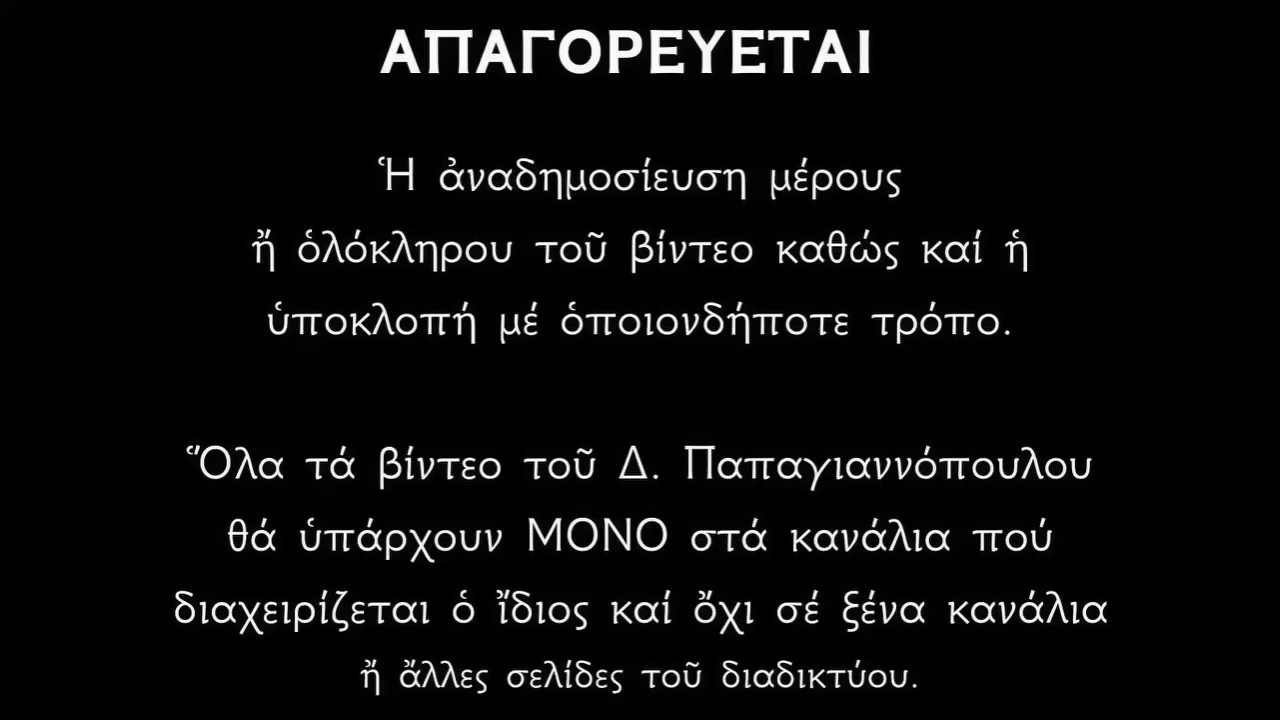 ΑΠΑΓΟΡΕΥΕΤΑΙ
Ἡ ἀναδημοσίευση μέρους
ἤ ὁλόκληρου τοῦ βίντεο καθώς καί ἡ
ὑποκλοπή μέ ὁποιονδήποτε τρόπο.
Ὅλα τά βίντεο τοῦ Δ. Παπαγιαννόπουλου
θά ὑπάρχουν ΜΟΝΟ στά κανάλια πού
διαχειρίζεται ὁ ἴδιος καί ὄχι σέ ξένα κανάλια
ἤ ἄλλες σελίδες τοῦ διαδικτύου.